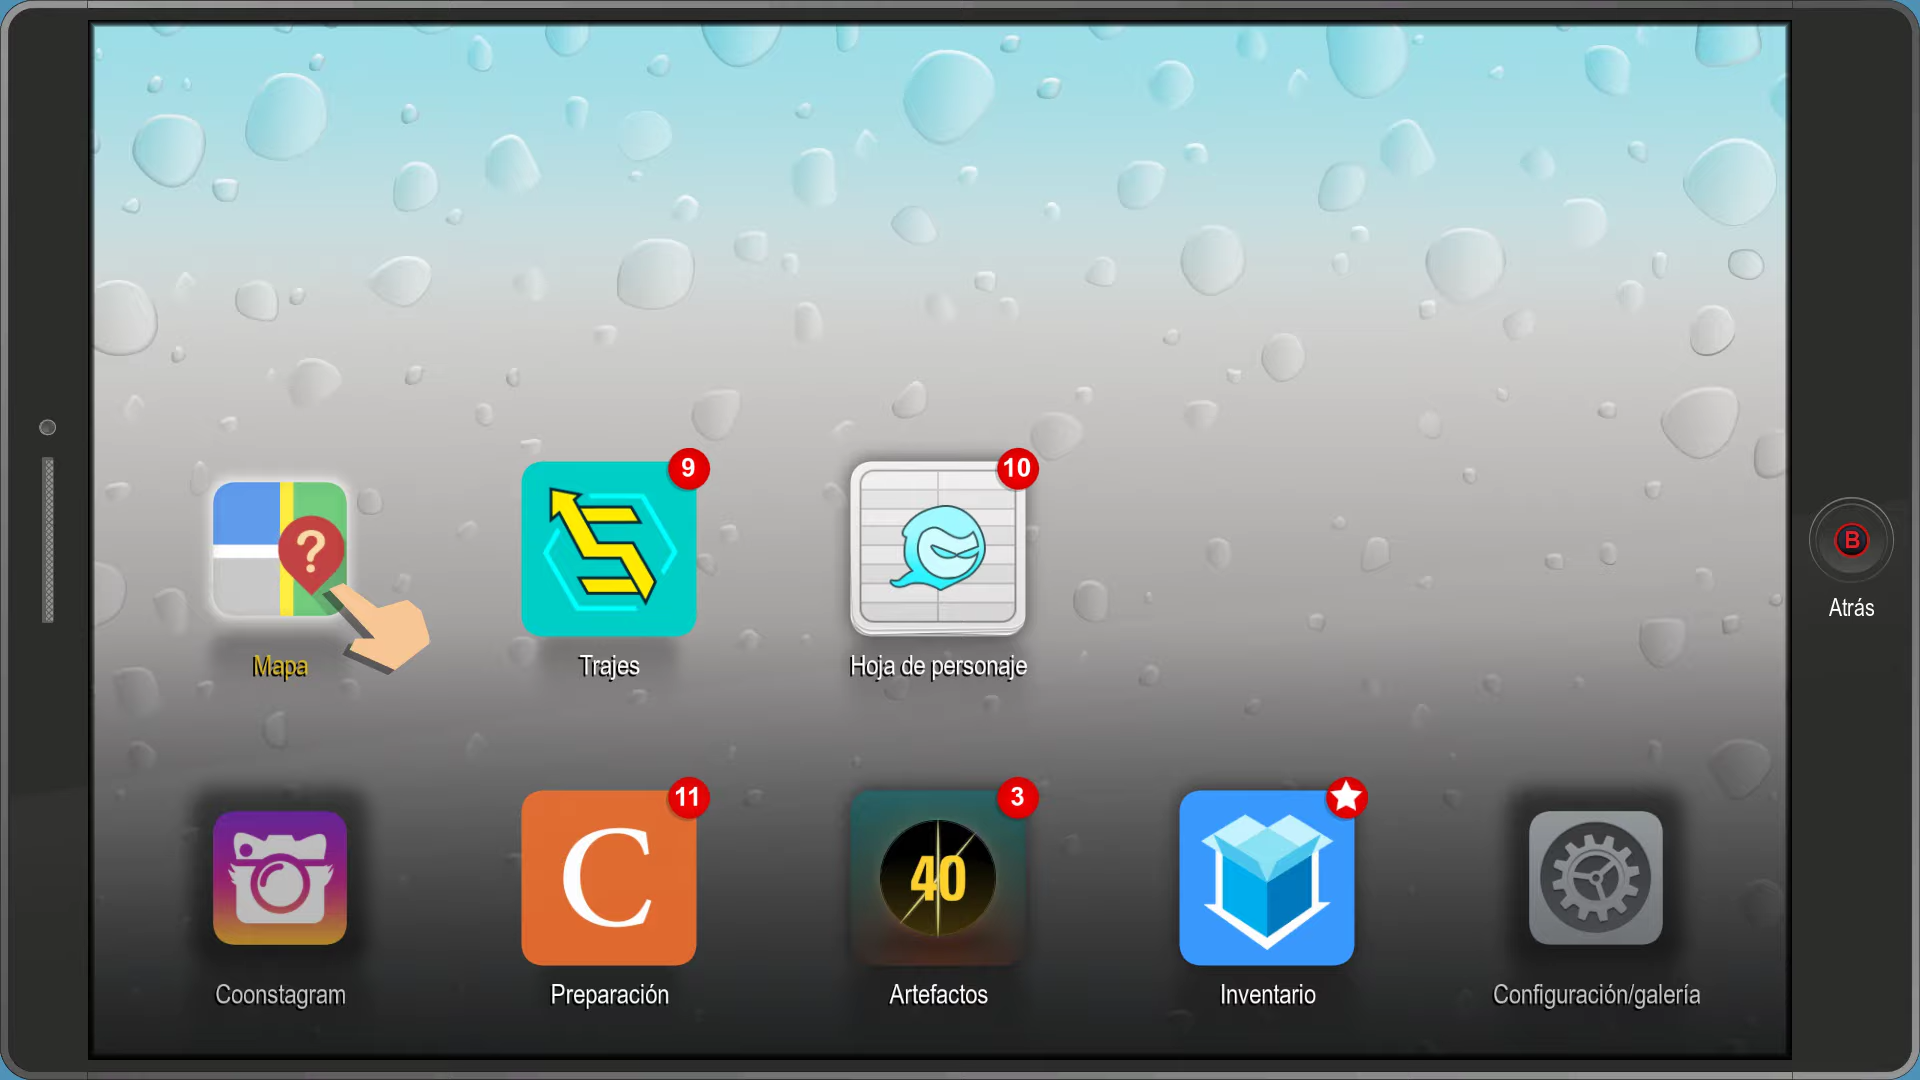 9
10
?
B
Atrás
Mapa
Trajes
Hoja de personaje
11
3
C
40
Coonstagram
Preparación
Artefactos
Inventario
Configuración/galería